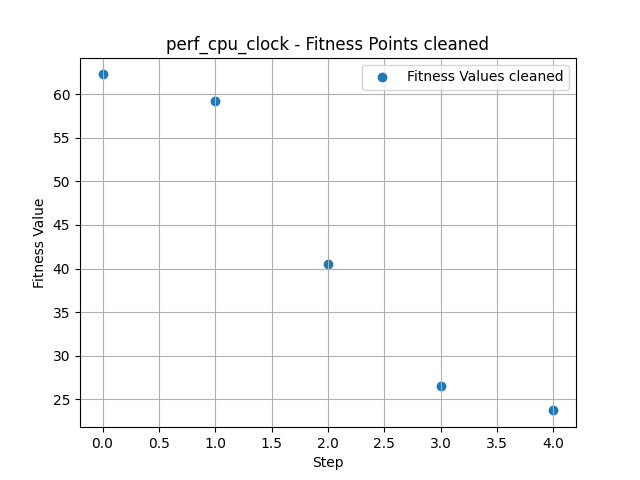 perf_cpu_clock - Fitness Points cleaned
Fitness Values cleaned
Fitness Value
60
55
50
45
40
35
30
25
0.0 0.5 1.0 1.5 2.0 2.5 3.0 3.5 4.0
Step